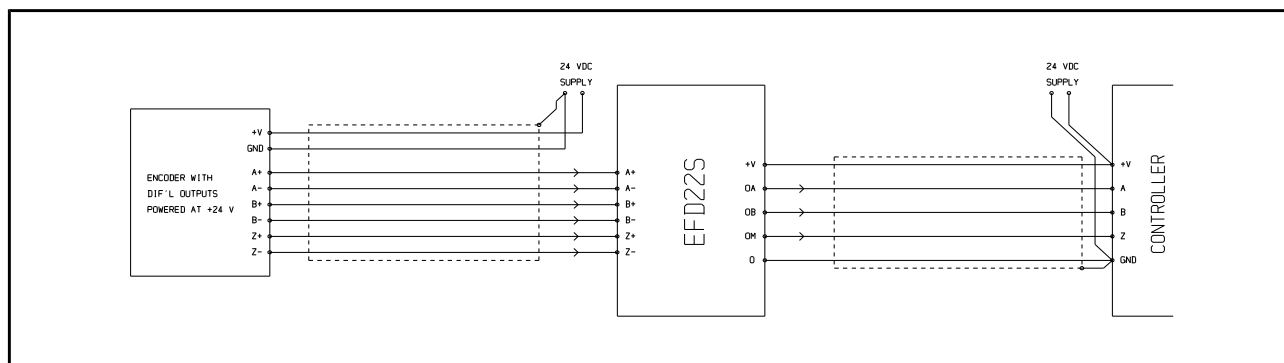 24 VDC
SUPPLY
24 VDC
SUPPLY
+V
GND
ENCODER WITH
DIF'L OUTPUTS
POWERED AT +24 V
A+
A-
B+
B-
Z+
Z-
A+
A-
B+
B-
Z+
Z-
EFD22S
+V
OA
OB
OM
O
+V
A
B
Z
GND
CONTROLLER